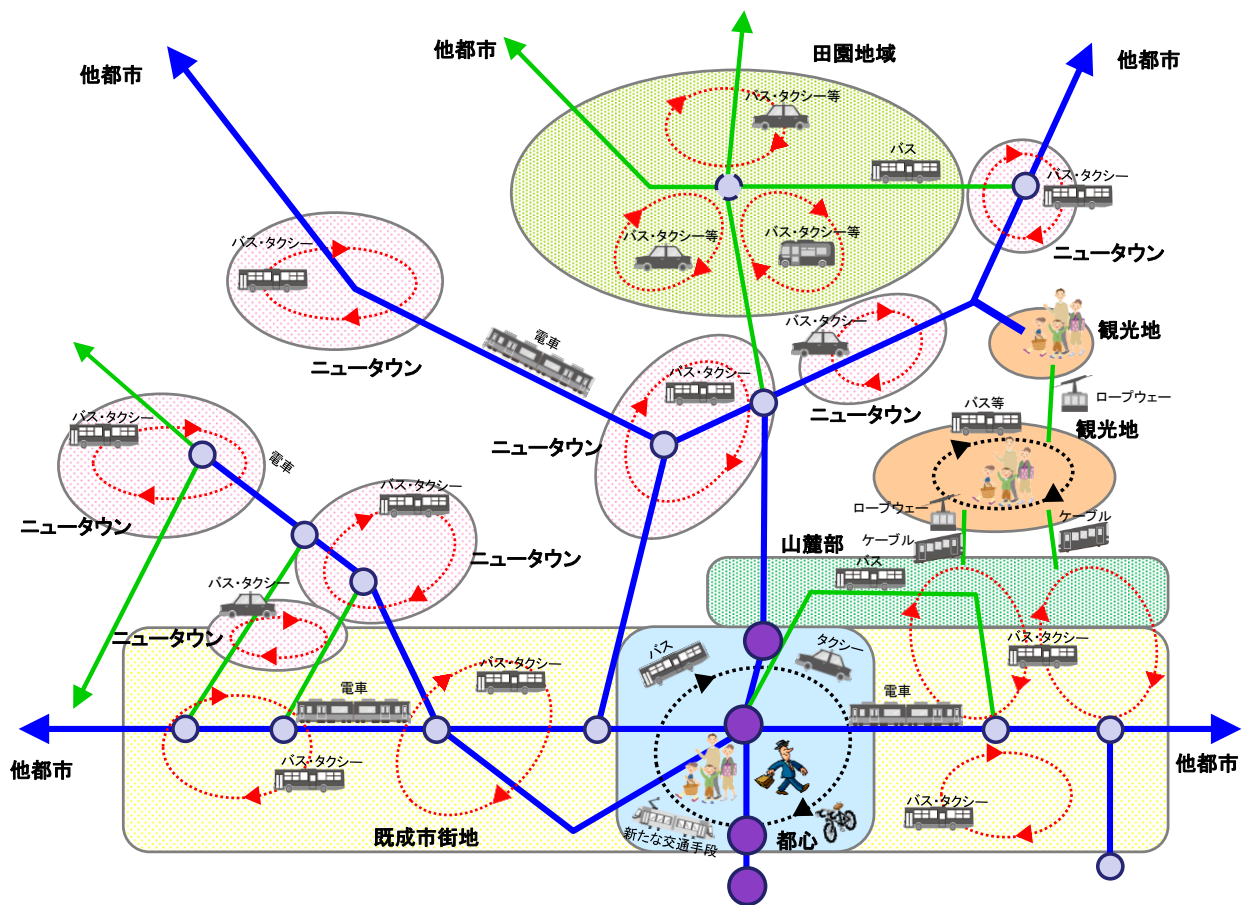 他都市
他都市
田園地域
他都市
バス・タクシー等
バス
バス・タクシー
バス・タクシー等
バス・タクシー等
バス・タクシー
ニュータウン
バス・タクシー
電車
観光地
ニュータウン
バス・タクシー
ニュータウン
ロープウェー
バス等
バス・タクシー
観光地
ニュータウン
電車
バス・タクシー
ロープウェー
ケーブル
ニュータウン
ケーブル
山麓部
ニュータウン
バス
バス・タクシー
ニュータウン
バス
タクシー
バス・タクシー
バス・タクシー
電車
電車
他都市
バス・タクシー
他都市
バス・タクシー
既成市街地
新たな交通手段
都心